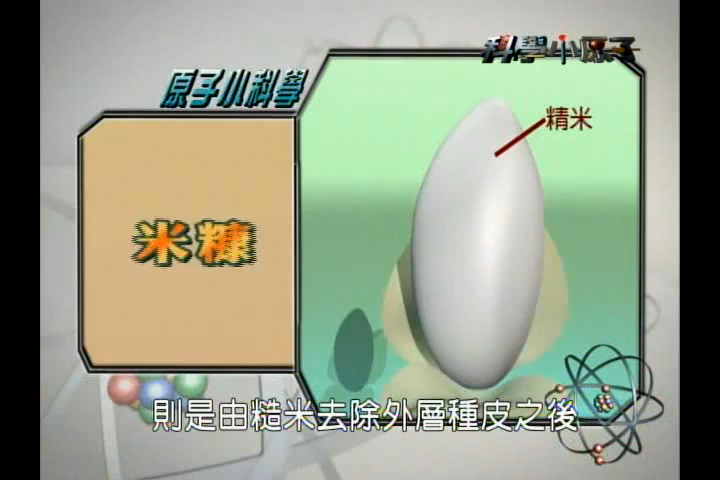 科學小原子
原子小科學
精米
米糠
則是由糙米去除外層種皮之後